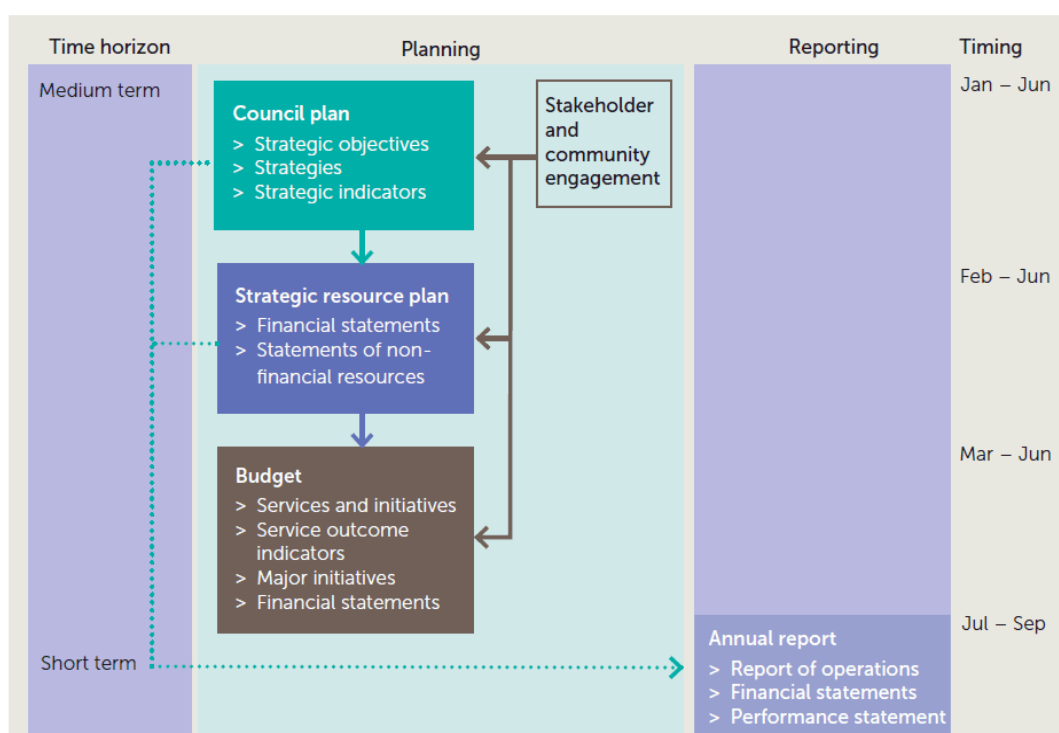 Time horizon
Planning
Reporting
Timing
Medium term
Jan – Jun
Council plan
> Strategic objectives
> Strategies
> Strategic indicators
Stakeholder
and
community
engagement
Feb – Jun
Strategic resource plan
> Financial statements
> Statements of non-
financial resources
Mar – Jun
Budget
> Services and initiatives
> Service outcome
indicators
> Major initiatives
> Financial statements
Jul – Sep
Short term
Annual report
> Report of operations
> Financial statements
> Performance statement